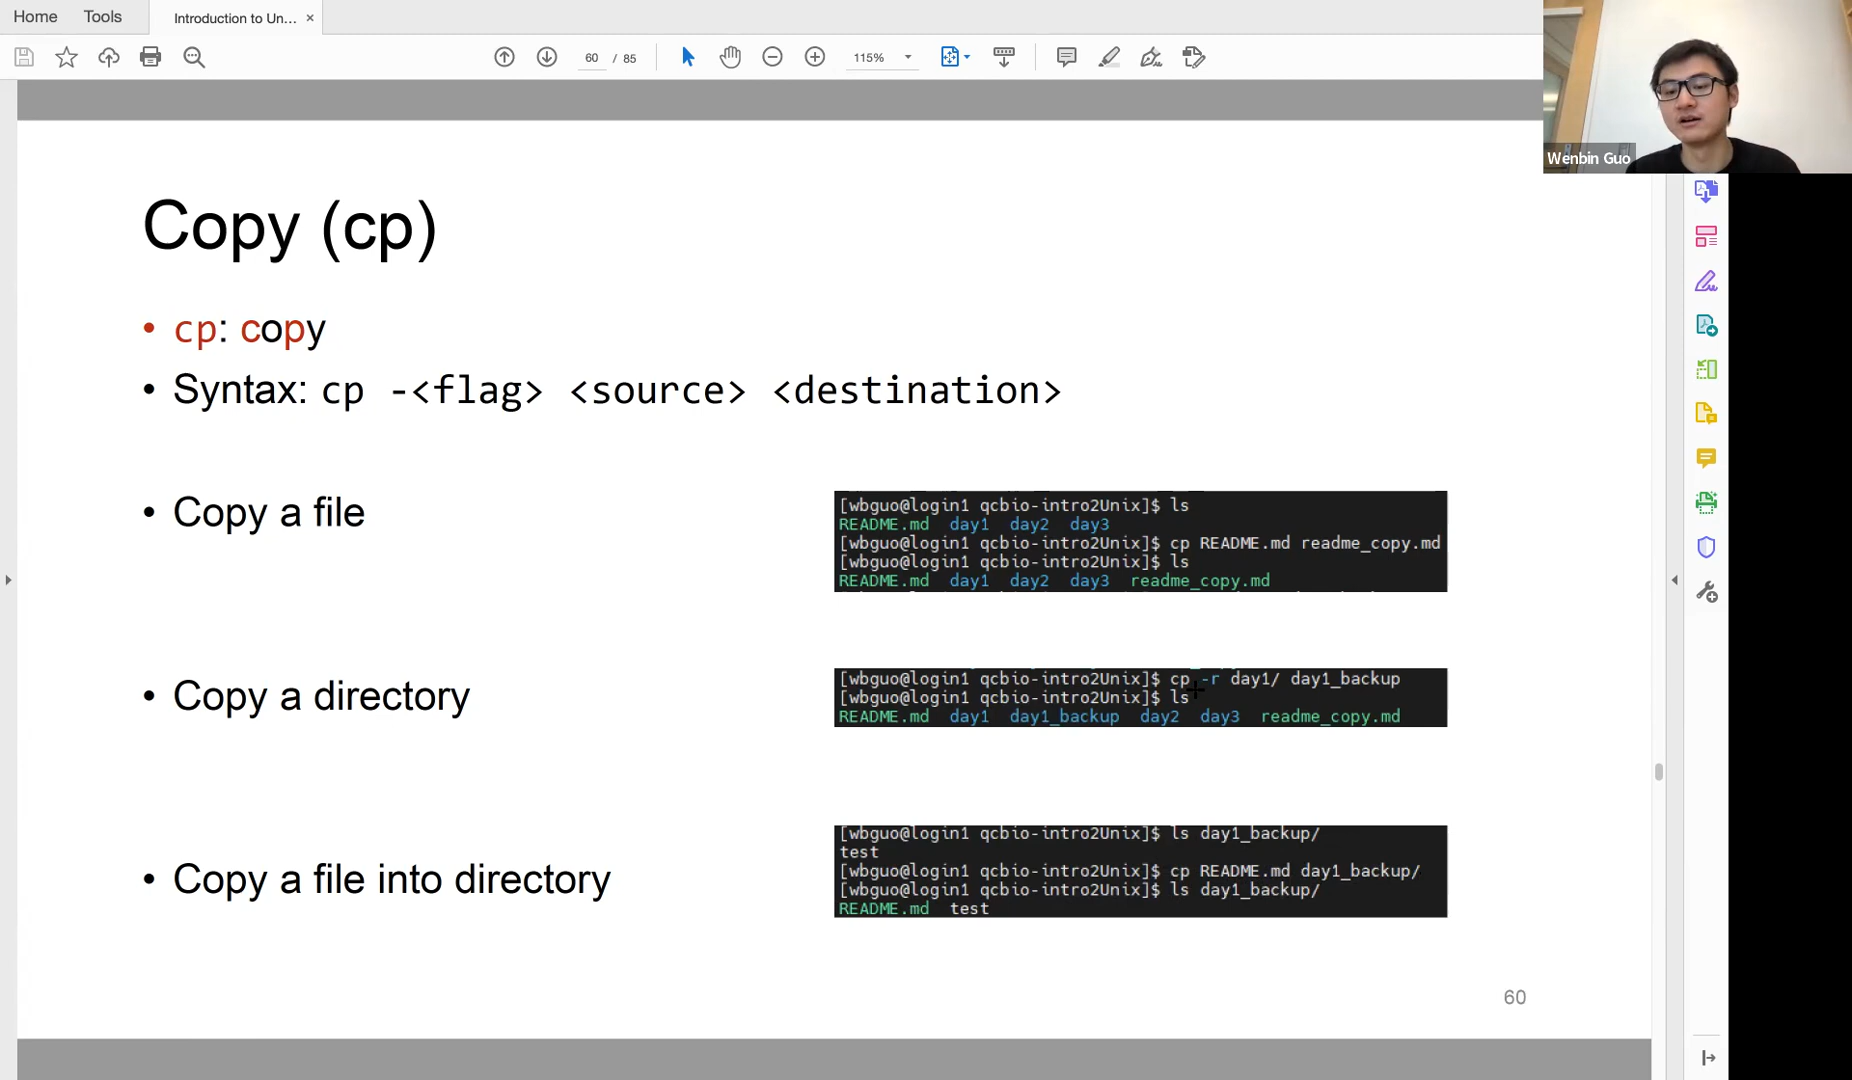 Home Tools Introduction to Un... ×
60 / 85 115%
Wenbin Guo
Copy (cp)
• cp: copy
• Syntax: cp -<flag> <source> <destination>
• Copy a file
[wbguo@login1 qcbio-intro2Unix]$ ls
README.md day1 day2 day3
[wbguo@login1 qcbio-intro2Unix]$ cp README.md readme_copy.md
[wbguo@login1 qcbio-intro2Unix]$ ls
README.md day1 day2 day3 readme_copy.md
• Copy a directory
[wbguo@login1 qcbio-intro2Unix]$ cp -r day1/ day1_backup
[wbguo@login1 qcbio-intro2Unix]$ ls
README.md day1 day1_backup day2 day3 readme_copy.md
• Copy a file into directory
[wbguo@login1 qcbio-intro2Unix]$ ls day1_backup/
test
[wbguo@login1 qcbio-intro2Unix]$ cp README.md day1_backup/
[wbguo@login1 qcbio-intro2Unix]$ ls day1_backup/
README.md test
60